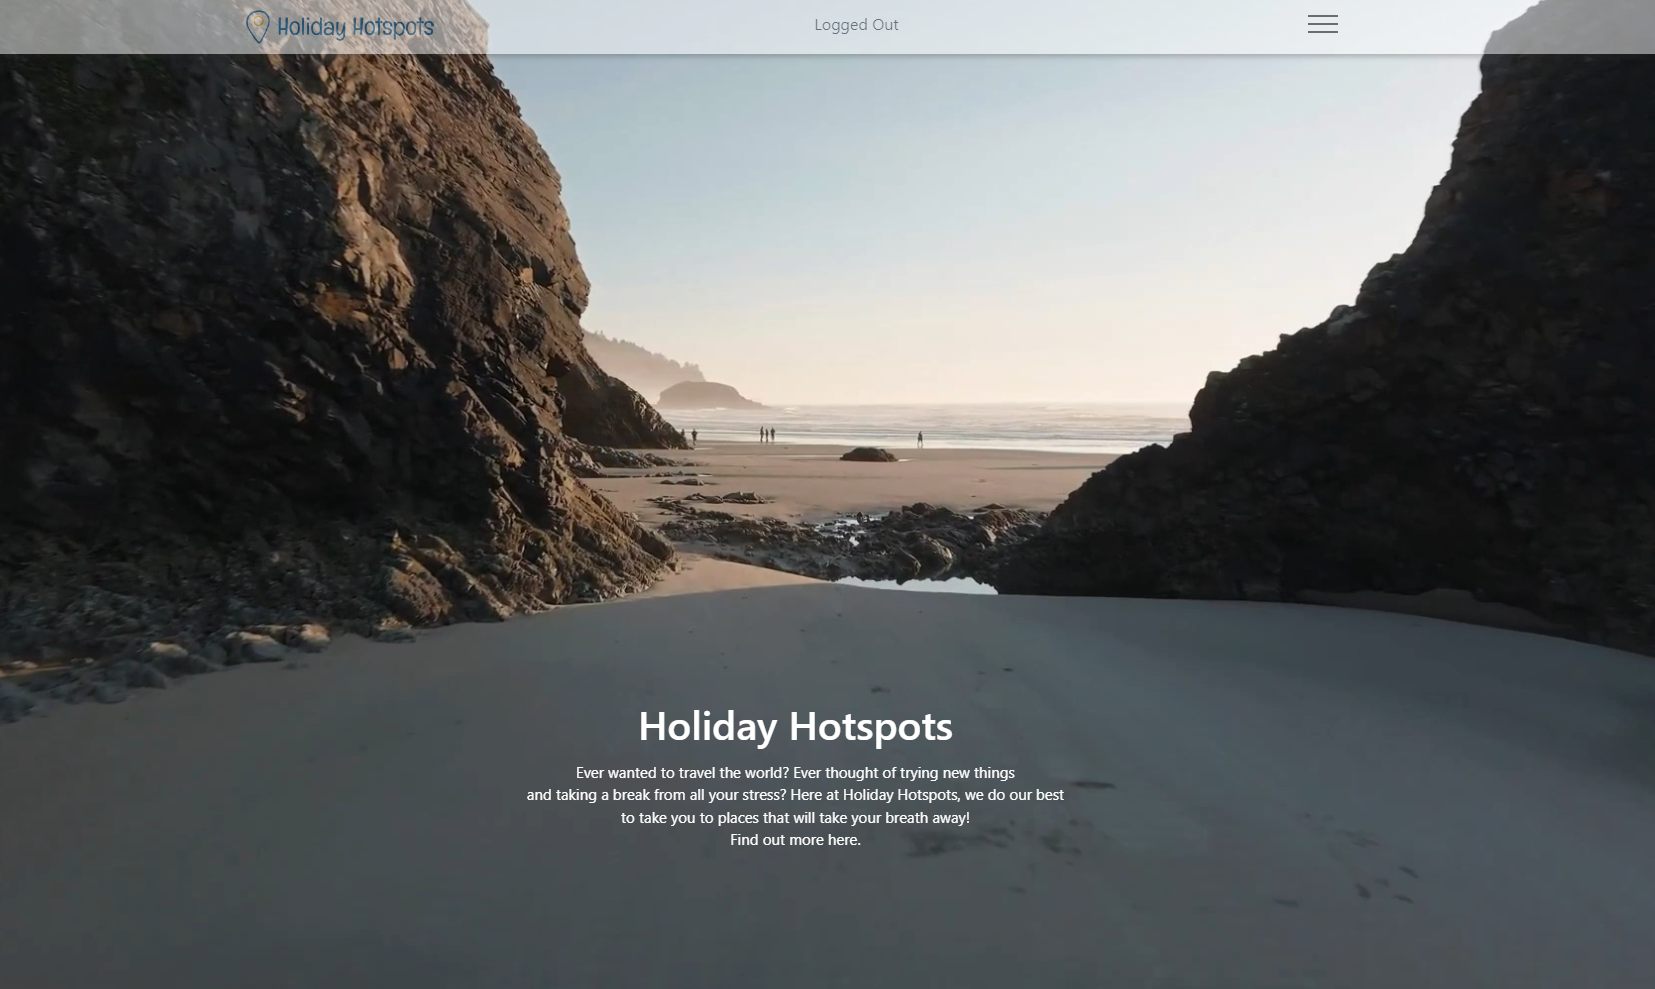 Holiday Hotspots
Logged Out
Holiday Hotspots
Ever wanted to travel the world? Ever thought of trying new things
and taking a break from all your stress? Here at Holiday Hotspots, we do our best
to take you to places that will take your breath away!
Find out more here.